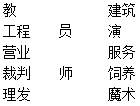 教 建筑
工程 员 演
营业 服务
裁判 师 饲养
理发 魔术